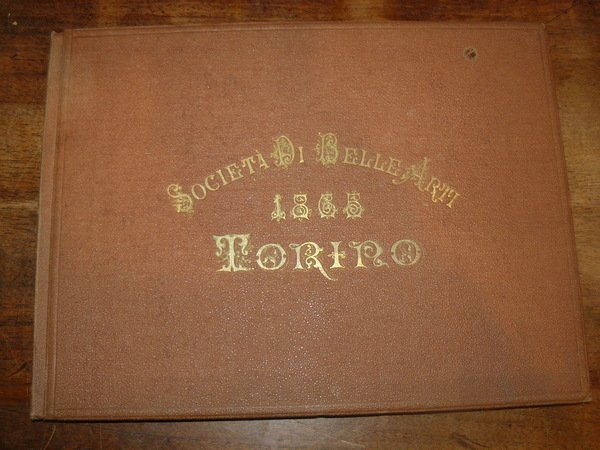 Società Di Belle Arti
1865
Torino